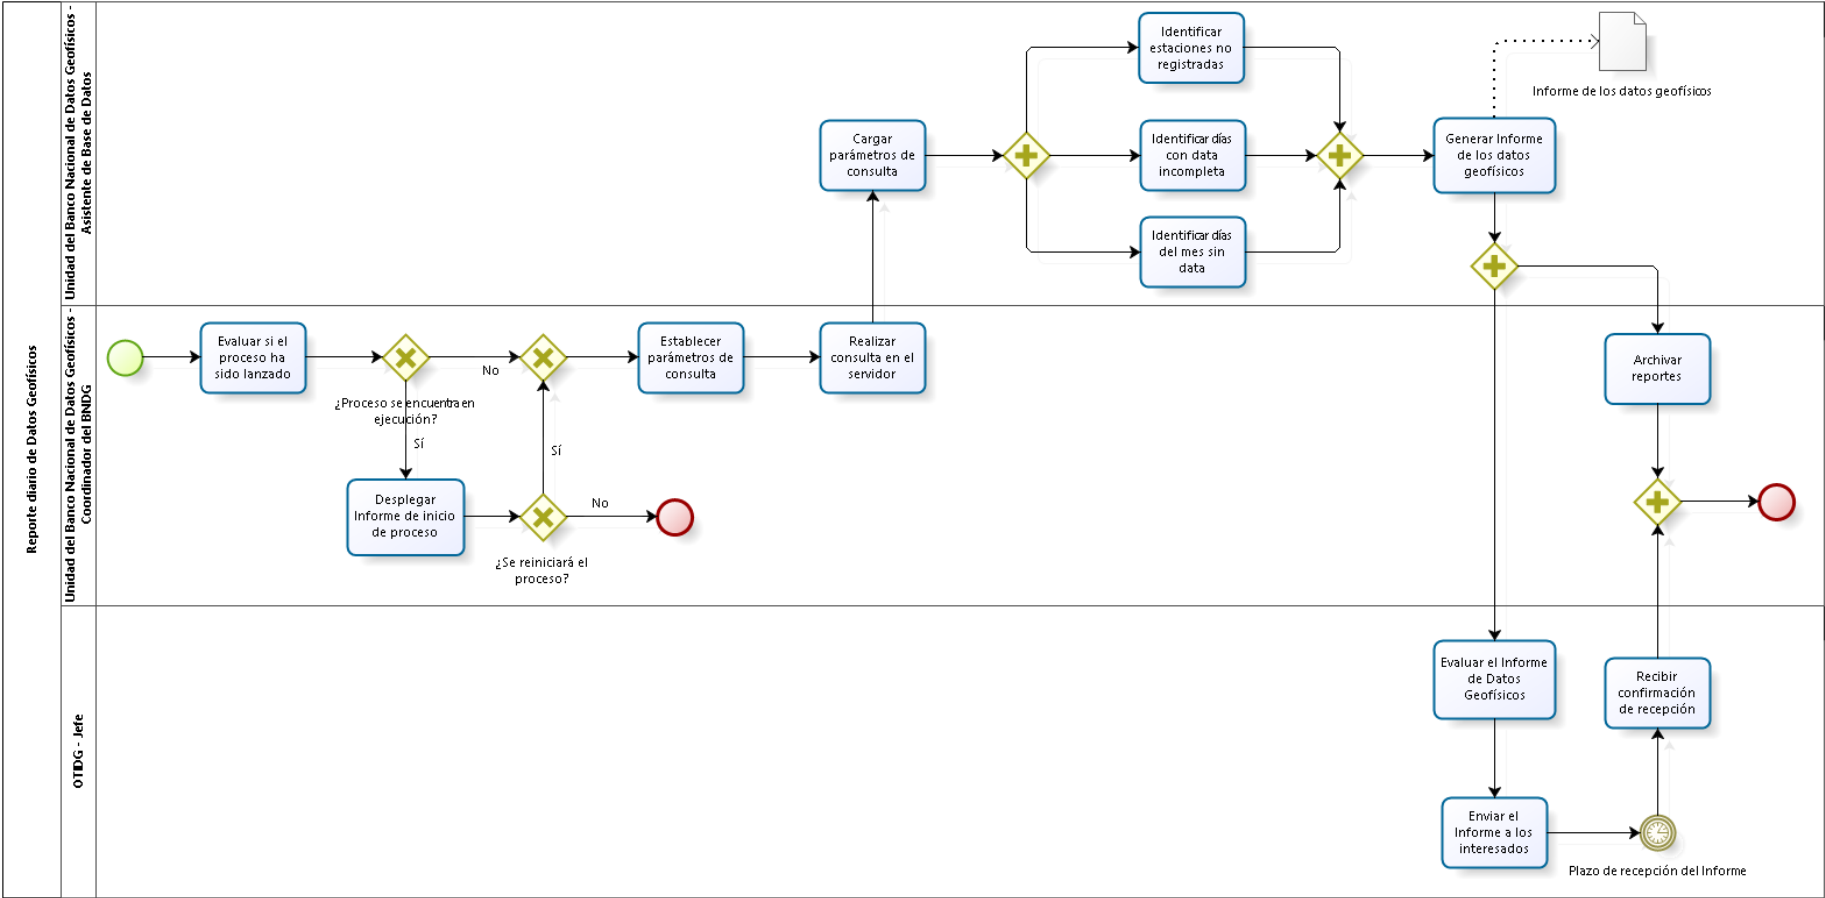 Reporte diario de Datos Geofísicos
Unidad del Banco Nacional de Datos Geofísicos -
Asistente de Base de Datos
Identificar
estaciones no
registradas
Informe de los datos geofísicos
Cargar
parámetros de
consulta
Identificar días
con data
incompleta
Generar Informe
de los datos
geofísicos
Identificar días
del mes sin
data
Unidad del Banco Nacional de Datos Geofísicos -
Coordinador del BNDG
Evaluar si el
proceso ha
sido lanzado
No
¿Proceso se encuentra en
ejecución?
Sí
Establecer
parámetros de
consulta
Realizar
consulta en el
servidor
Archivar
reportes
Desplegar
Informe de inicio
de proceso
Sí
No
¿Se reiniciará el
proceso?
OTIDG - Jefe
Evaluar el Informe
de Datos
Geofísicos
Recibir
confirmación
de recepción
Enviar el
Informe a los
interesados
Plazo de recepción del Informe